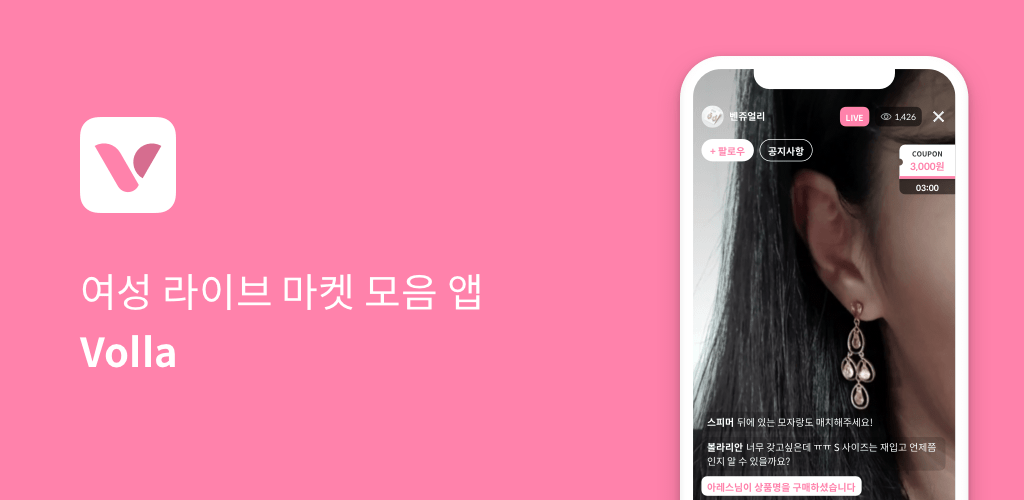 여성 라이브 마켓 모음 앱
Volla
벤쥬얼리
LIVE
1,426
+ 팔로우
공지사항
COUPON
3,000원
03:00
스피머 뒤에 있는 모자랑도 매치해주세요!
볼라리안 너무 갖고싶은데 ㅠㅠ S 사이즈는 재입고 언제쯤
인지 알 수 있을까요?
아레스님이 상품명을 구매하셨습니다